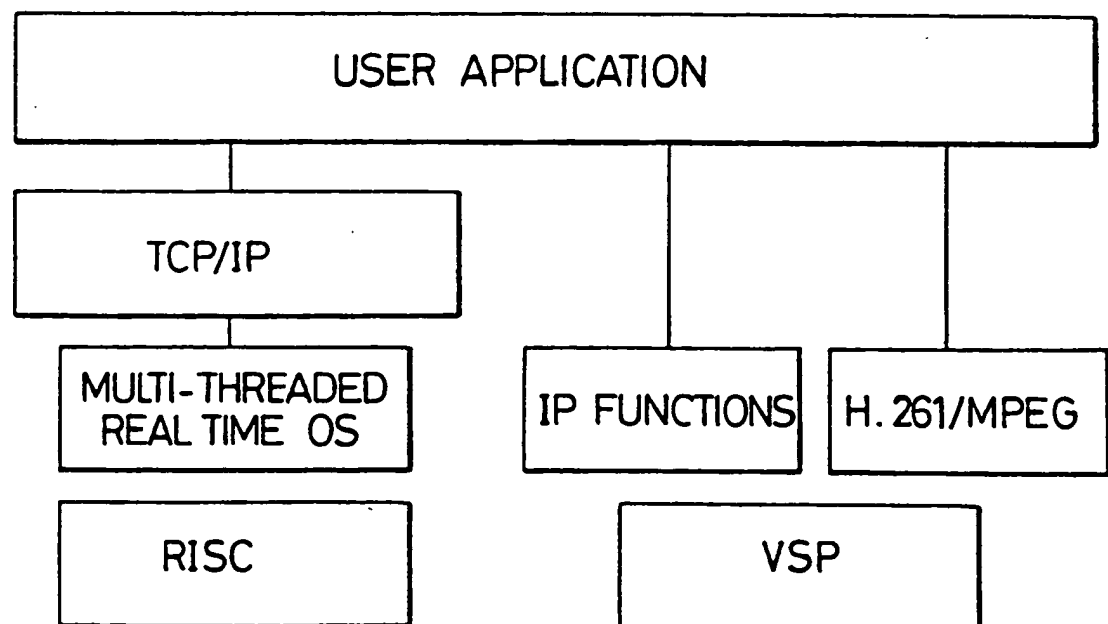 USER APPLICATION
TCP/IP
MULTI-THREADED
REAL TIME OS
IP FUNCTIONS
H.261/MPEG
RISC
VSP